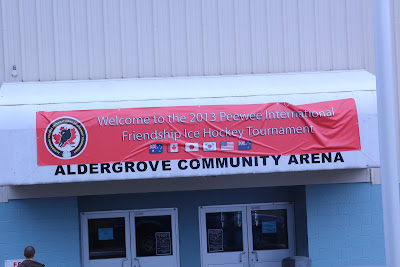 Welcome to the 2013 Peewee International
Friendship Ice Hockey Tournament
ALDERGROVE COMMUNITY ARENA